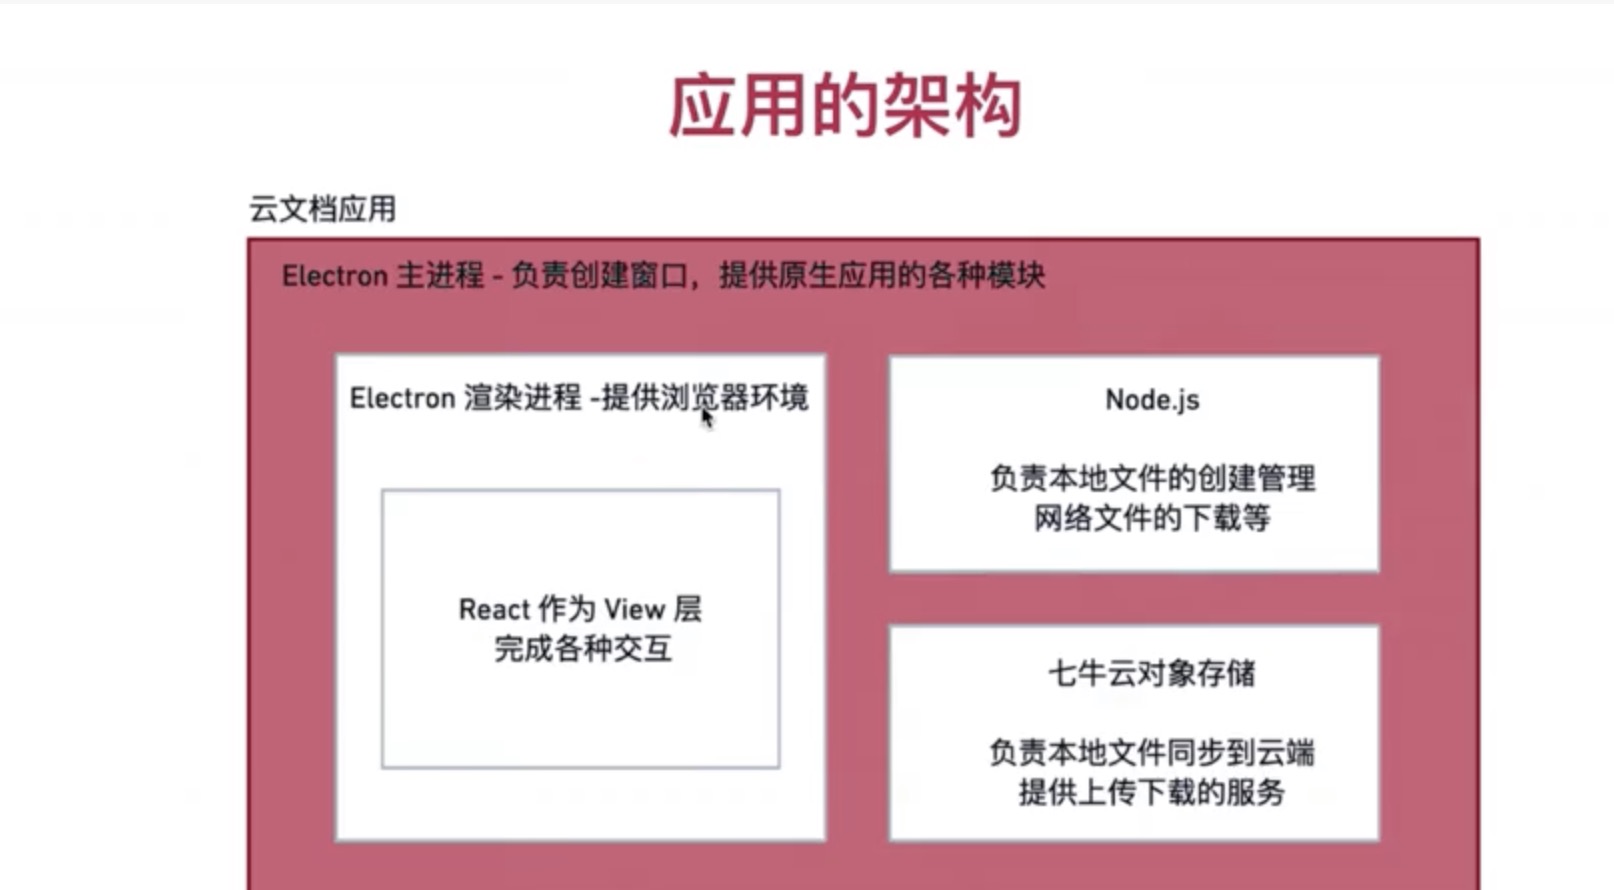 应用的架构
云文档应用
Electron 主进程 - 负责创建窗口，提供原生应用的各种模块
Electron 渲染进程 -提供浏览器环境
React 作为 View 层
完成各种交互
Node.js
负责本地文件的创建管理
网络文件的下载等
七牛云对象存储
负责本地文件同步到云端
提供上传下载的服务